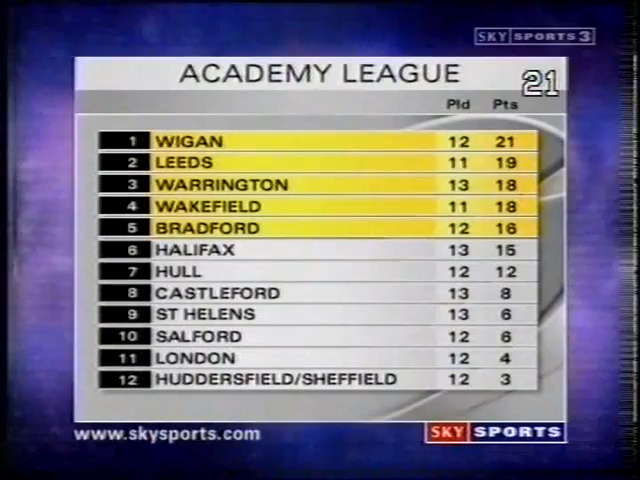 SKY SPORTS 3
ACADEMY LEAGUE 21
Pld Pts
1 WIGAN 12 21
2 LEEDS 11 19
3 WARRINGTON 13 18
4 WAKEFIELD 11 18
5 BRADFORD 12 16
6 HALIFAX 13 15
7 HULL 12 12
8 CASTLEFORD 13 8
9 ST HELENS 13 6
10 SALFORD 12 6
11 LONDON 12 4
12 HUDDERSFIELD/SHEFFIELD 12 3
www.skysports.com SKY SPORTS